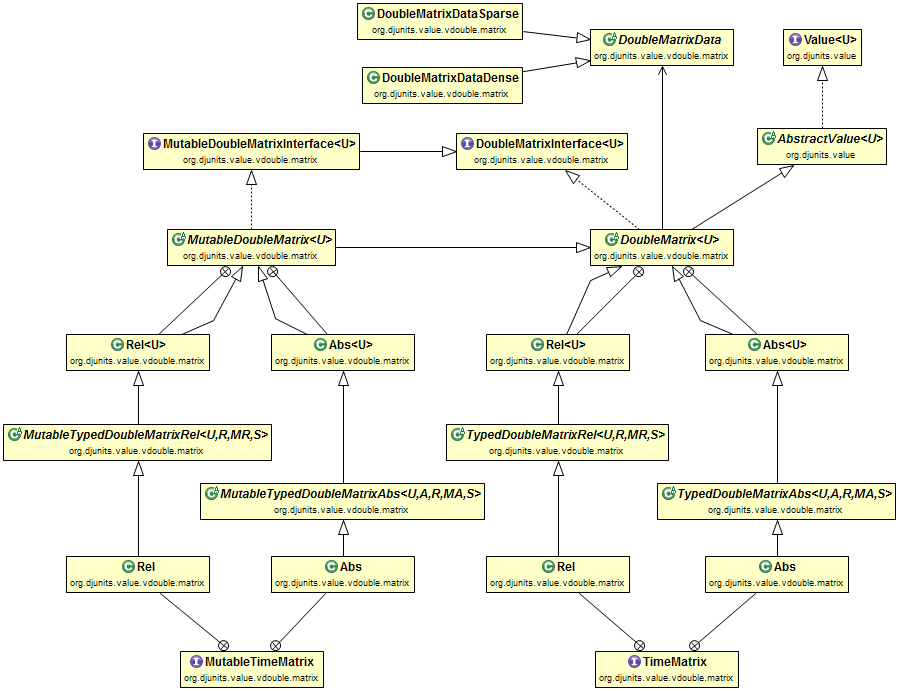 DoubleMatrixDataSparse
org.djunits.value.vdouble.matrix
DoubleMatrixData
org.djunits.value.vdouble.matrix
Value<U>
org.djunits.value
DoubleMatrixDataDense
org.djunits.value.vdouble.matrix
MutableDoubleMatrixInterface<U>
org.djunits.value.vdouble.matrix
DoubleMatrixInterface<U>
org.djunits.value.vdouble.matrix
AbstractValue<U>
org.djunits.value
MutableDoubleMatrix<U>
org.djunits.value.vdouble.matrix
DoubleMatrix<U>
org.djunits.value.vdouble.matrix
Rel<U>
org.djunits.value.vdouble.matrix
Abs<U>
org.djunits.value.vdouble.matrix
Rel<U>
org.djunits.value.vdouble.matrix
Abs<U>
org.djunits.value.vdouble.matrix
MutableTypedDoubleMatrixRel<U,R,MR,S>
org.djunits.value.vdouble.matrix
TypedDoubleMatrixRel<U,R,MR,S>
org.djunits.value.vdouble.matrix
MutableTypedDoubleMatrixAbs<U,A,R,MA,S>
org.djunits.value.vdouble.matrix
TypedDoubleMatrixAbs<U,A,R,MA,S>
org.djunits.value.vdouble.matrix
Rel
org.djunits.value.vdouble.matrix
Abs
org.djunits.value.vdouble.matrix
Rel
org.djunits.value.vdouble.matrix
Abs
org.djunits.value.vdouble.matrix
MutableTimeMatrix
org.djunits.value.vdouble.matrix
TimeMatrix
org.djunits.value.vdouble.matrix